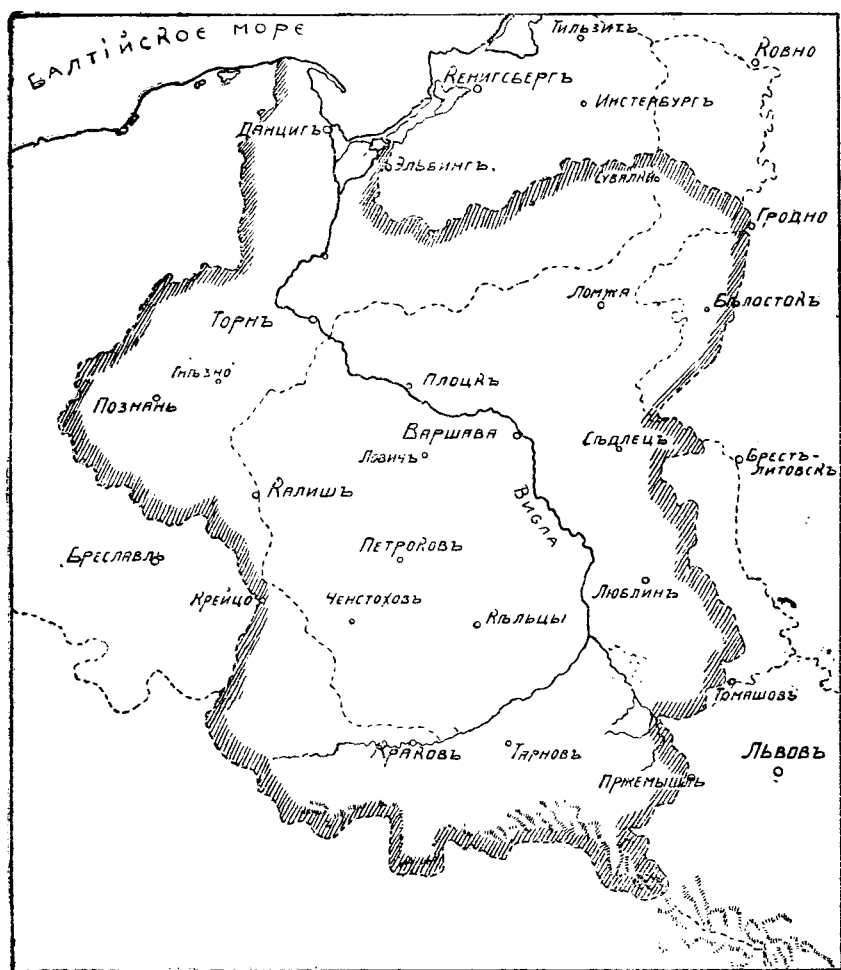 БАЛТІЙСКОЕ МОРЕ
ТИЛЬЗИТЪ
КОВНО
КЕНИГСБЕРГЪ
ИНСТЕРБУРГЪ
ДАНЦИГЪ
ЭЛЬБИНГЪ.
СУВАЛКИ
ГРОДНО
ЛОМЖА
БѢЛОСТОКЪ
ТОРНЪ
ГНѢЗНО
ПЛОЦКЪ
ПОЗНАНЬ
ВАРШАВА
СѢДЛЕЦЪ
БРЕСТЪ-
ЛИТОВСКЪ
ЛОВИЧЪ
КАЛИШЪ
ВИСЛА
ПЕТРОКОВЪ
БРЕСЛАВЛЬ
КРЕЙЦО
ЧЕНСТОХОВЪ
КѢЛЬЦЫ
ЛЮБЛИНЪ
ТОМАШОВЪ
КРАКОВЪ
ТАРНОВЪ
ПРЖЕМЫШЛЬ
ЛЬВОВЪ